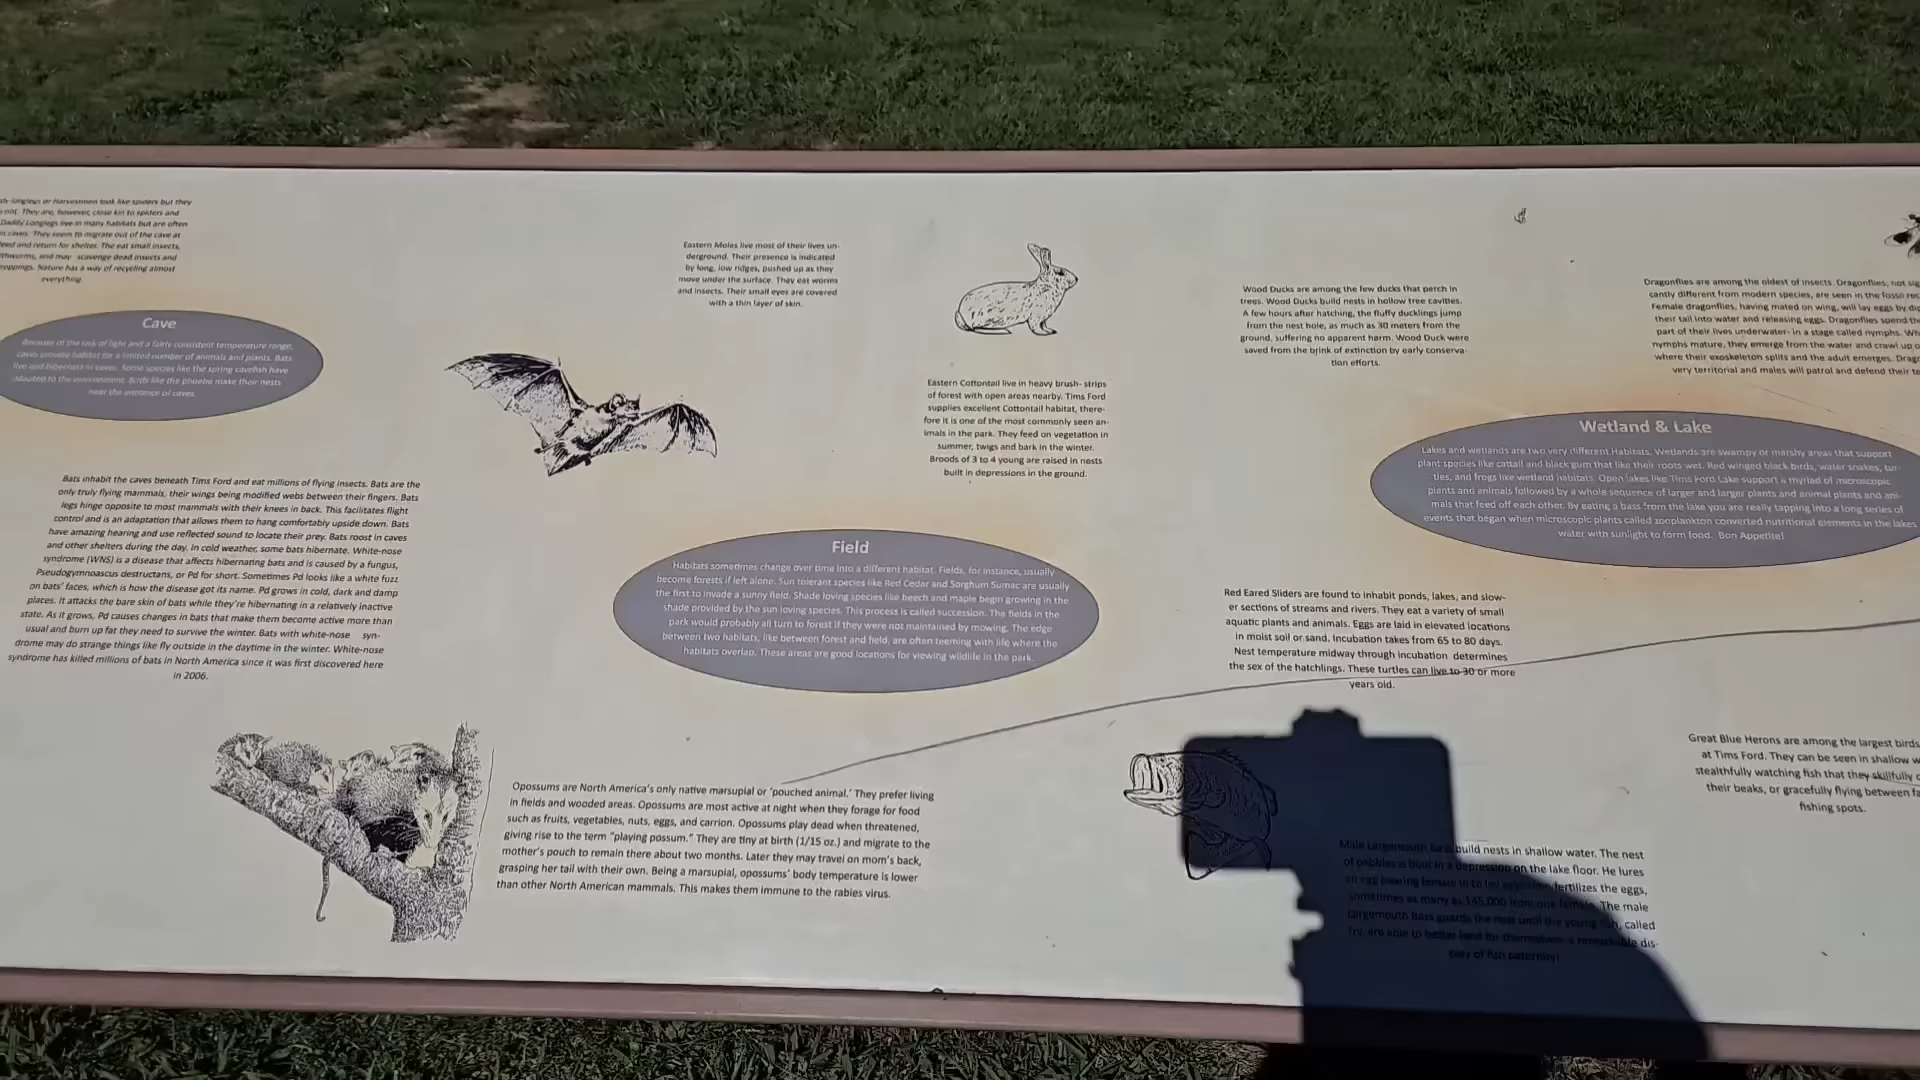 longlegs or Harvestmen look like spiders but they
not. They are, however, close kin to spiders and
Daddy Longlegs live in many habitats but are often
in caves. They seem to migrate out of the cave at
feed and return for shelter. The eat small insects,
and may scavenge dead insects and
droppings. Nature has a way of recycling almost
everything.
Cave
Because of the lack of light and a fairly consistent temperature range,
caves provide habitat for a limited number of animals and plants. Bats
live and hibernate in caves. Some species like the spring cavefish have
adapted to the environment. Birds like the phoebe make their nests
near the entrance of caves.
Bats inhabit the caves beneath Tims Ford and eat millions of flying insects. Bats are the
only truly flying mammals, their wings being modified webs between their fingers. Bats
legs hinge opposite to most mammals with their knees in back. This facilitates flight
control and is an adaptation that allows them to hang comfortably upside down. Bats
have amazing hearing and use reflected sound to locate their prey. Bats roost in caves
and other shelters during the day. In cold weather, some bats hibernate. White-nose
syndrome (WNS) is a disease that affects hibernating bats and is caused by a fungus,
Pseudogymnoascus destructans, or Pd for short. Sometimes Pd looks like a white fuzz
on bats' faces, which is how the disease got its name. Pd grows in cold, dark and damp
places. It attacks the bare skin of bats while they're hibernating in a relatively inactive
state. As it grows, Pd causes changes in bats that make them become active more than
usual and burn up fat they need to survive the winter. Bats with white-nose syn-
drome may do strange things like fly outside in the daytime in the winter. White-nose
syndrome has killed millions of bats in North America since it was first discovered here
in 2006.
Eastern Moles live most of their lives un-
derground. Their presence is indicated
by long, low ridges, pushed up as they
move under the surface. They eat worms
and insects. Their small eyes are covered
with a thin layer of skin.
Eastern Cottontail live in heavy brush- strips
of forest with open areas nearby. Tims Ford
supplies excellent Cottontail habitat, there-
fore it is one of the most commonly seen an-
imals in the park. They feed on vegetation in
summer, twigs and bark in the winter.
Broods of 3 to 4 young are raised in nests
built in depressions in the ground.
Field
Habitats sometimes change over time into a different habitat. Fields, for instance, usually
become forests if left alone. Sun tolerant species like Red Cedar and Sorghum Sumac are usually
the first to invade a sunny field. Shade loving species like beech and maple begin growing in the
shade provided by the sun loving species. This process is called succession. The fields in the
park would probably all turn to forest if they were not maintained by mowing. The edge
between two habitats, like between forest and field, are often teeming with life where the
habitats overlap. These areas are good locations for viewing wildlife in the park.
Opossums are North America's only native marsupial or 'pouched animal.' They prefer living
in fields and wooded areas. Opossums are most active at night when they forage for food
such as fruits, vegetables, nuts, eggs, and carrion. Opossums play dead when threatened,
giving rise to the term "playing possum." They are tiny at birth (1/15 oz.) and migrate to the
mother's pouch to remain there about two months. Later they may travel on mom's back,
grasping her tail with their own. Being a marsupial, opossums' body temperature is lower
than other North American mammals. This makes them immune to the rabies virus.
Wood Ducks are among the few ducks that perch in
trees. Wood Ducks build nests in hollow tree cavities.
A few hours after hatching, the fluffy ducklings jump
from the nest hole, as much as 30 meters from the
ground, suffering no apparent harm. Wood Duck were
saved from the brink of extinction by early conserva-
tion efforts.
Dragonflies are among the oldest of insects. Dragonflies, not sig
cantly different from modern species, are seen in the fossil rec
Female dragonflies, having mated on wing, will lay eggs by di
their tail into water and releasing eggs. Dragonflies spend the
part of their lives underwater- in a stage called nymphs. Wh
nymphs mature, they emerge from the water and crawl up o
where their exoskeleton splits and the adult emerges. Drag
very territorial and males will patrol and defend their te
Wetland & Lake
Lakes and wetlands are two very different Habitats. Wetlands are swampy or marshy areas that support
plant species like cattail and black gum that like their roots wet. Red winged black birds, water snakes, tur-
tles, and frogs like wetland habitats. Open lakes like Tims Ford Lake support a myriad of microscopic
plants and animals followed by a whole sequence of larger and larger plants and animal plants and ani-
mals that feed off each other. By eating a bass from the lake you are really tapping into a long series of
events that began when microscopic plants called zooplankton converted nutritional elements in the lakes
water with sunlight to form food. Bon Appetite!
Red Eared Sliders are found to inhabit ponds, lakes, and slow-
er sections of streams and rivers. They eat a variety of small
aquatic plants and animals. Eggs are laid in elevated locations
in moist soil or sand. Incubation takes from 65 to 80 days.
Nest temperature midway through incubation determines
the sex of the hatchlings. These turtles can live to 30 or more
years old.
Great Blue Herons are among the largest birds
at Tims Ford. They can be seen in shallow w
stealthfully watching fish that they skillfully c
their beaks, or gracefully flying between fa
fishing spots.
Male Largemouth Bass build nests in shallow water. The nest
of pebbles is built in a depression on the lake floor. He lures
an egg bearing female in to lay eggs fertilizes the eggs,
sometimes as many as 145,000 from one female. The male
largemouth bass guards the nest until the young fish, called
fry, are able to better fend for themselves- a remarkable dis-
play of fish paternity!